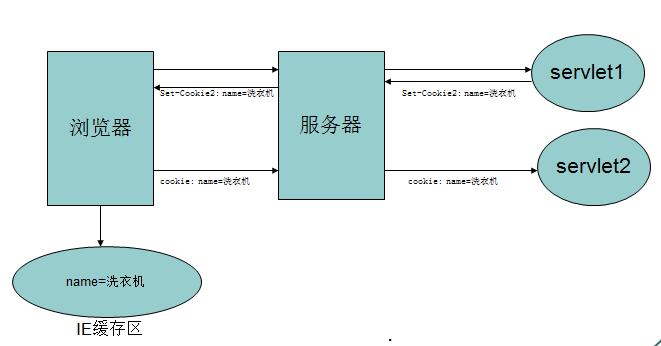 浏览器
服务器
servlet1
Set-Cookie2: name=洗衣机
Set-Cookie2: name=洗衣机
servlet2
cookie: name=洗衣机
cookie: name=洗衣机
name=洗衣机
IE缓存区